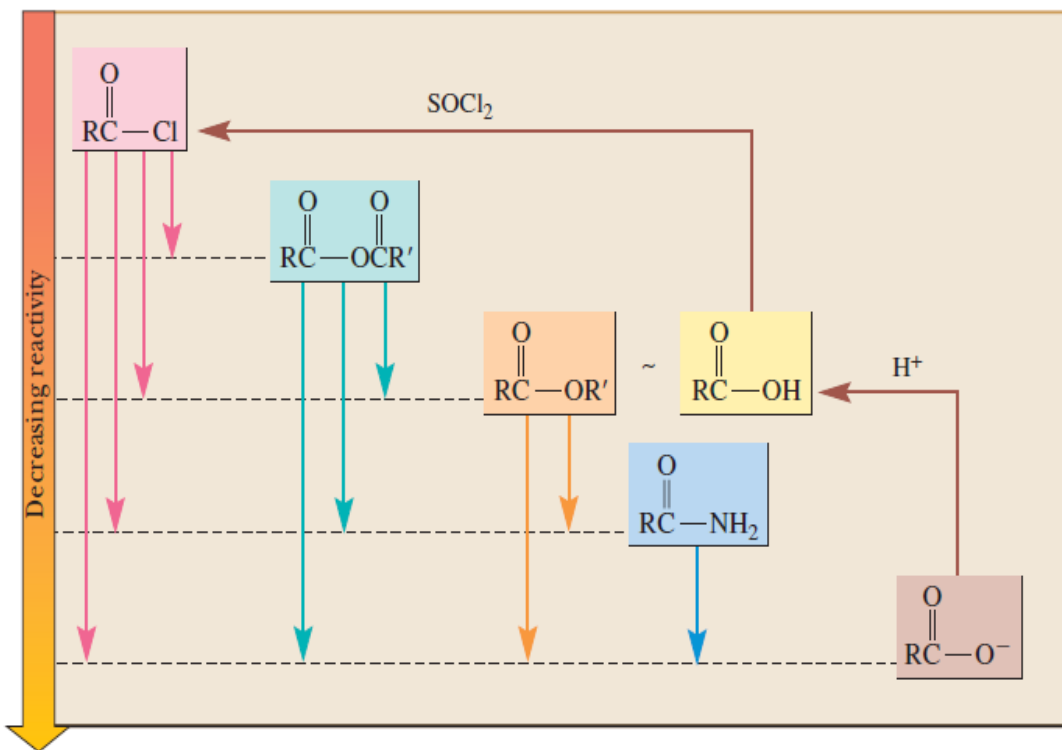 Decreasing reactivity
O
RC—Cl
SOCl₂
O O
RC—OCR′
O
RC—OR′
~
O
RC—OH
H⁺
O
RC—NH₂
O
RC—O⁻